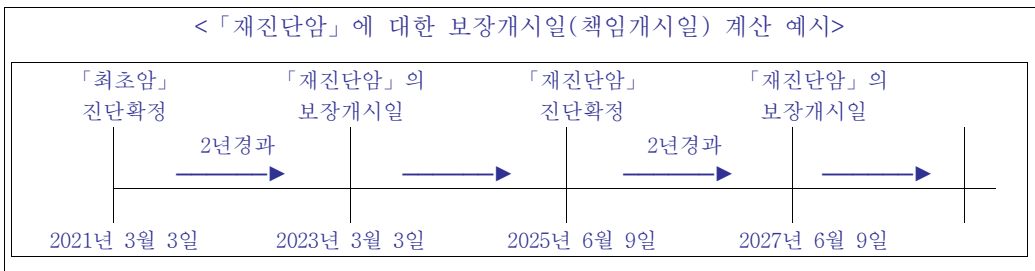 <「재진단암」에 대한 보장개시일(책임개시일) 계산 예시>
「최초암」 「재진단암」의 「재진단암」 「재진단암」의
진단확정 보장개시일 진단확정 보장개시일
2년경과 2년경과
2021년 3월 3일 2023년 3월 3일 2025년 6월 9일 2027년 6월 9일